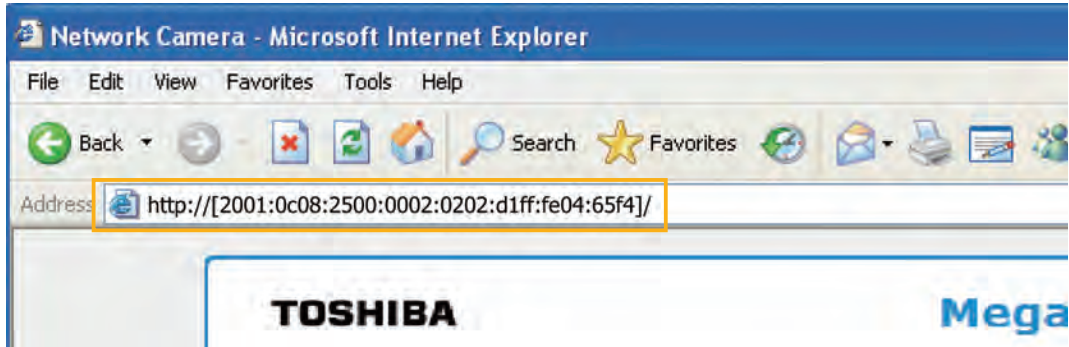 Network Camera - Microsoft Internet Explorer
File Edit View Favorites Tools Help
Back Search Favorites
Address http://[2001:0c08:2500:0002:0202:d1ff:fe04:65f4]/
TOSHIBA Mega